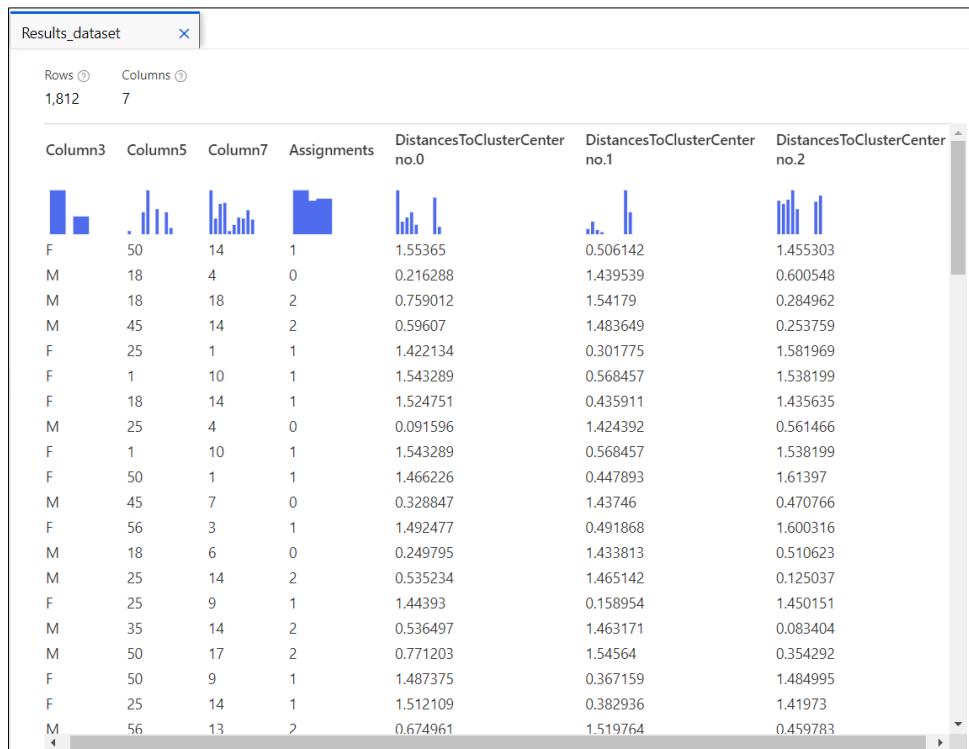 Results_dataset ×
Rows ? Columns ?
1,812 7
Column3 Column5 Column7 Assignments DistancesToClusterCenter no.0 DistancesToClusterCenter no.1 DistancesToClusterCenter no.2
F 50 14 1 1.55365 0.506142 1.455303
M 18 4 0 0.216288 1.439539 0.600548
M 18 18 2 0.759012 1.54179 0.284962
M 45 14 2 0.59607 1.483649 0.253759
F 25 1 1 1.422134 0.301775 1.581969
F 1 10 1 1.543289 0.568457 1.538199
F 18 14 1 1.524751 0.435911 1.435635
M 25 4 0 0.091596 1.424392 0.561466
F 1 10 1 1.543289 0.568457 1.538199
F 50 1 1 1.466226 0.447893 1.61397
M 45 7 0 0.328847 1.43746 0.470766
F 56 3 1 1.492477 0.491868 1.600316
M 18 6 0 0.249795 1.433813 0.510623
M 25 14 2 0.535234 1.465142 0.125037
F 25 9 1 1.44393 0.158954 1.450151
M 35 14 2 0.536497 1.463171 0.083404
M 50 17 2 0.771203 1.54564 0.354292
F 50 9 1 1.487375 0.367159 1.484995
F 25 14 1 1.512109 0.382936 1.41973
M 56 13 2 0.674961 1.519764 0.459783